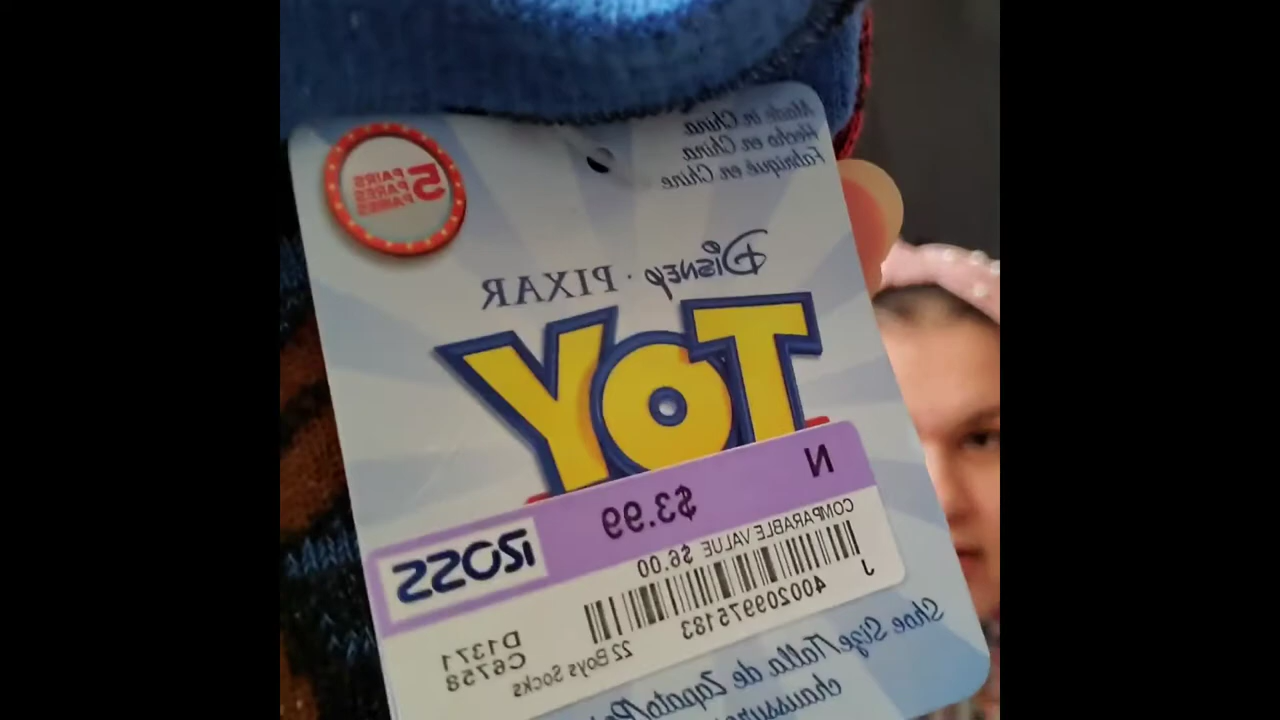 Made in China
Hecho en China
Fabriqué en Chine
5 PAIRS
PARES
PAIRES
DISNEY · PIXAR
TOY
N
$3.99
ROSS
COMPARABLE VALUE $6.00
J
400209975183
D1371
C6758
22 Boys Socks
Shoe Size/Talla de Zapato/
chaussure